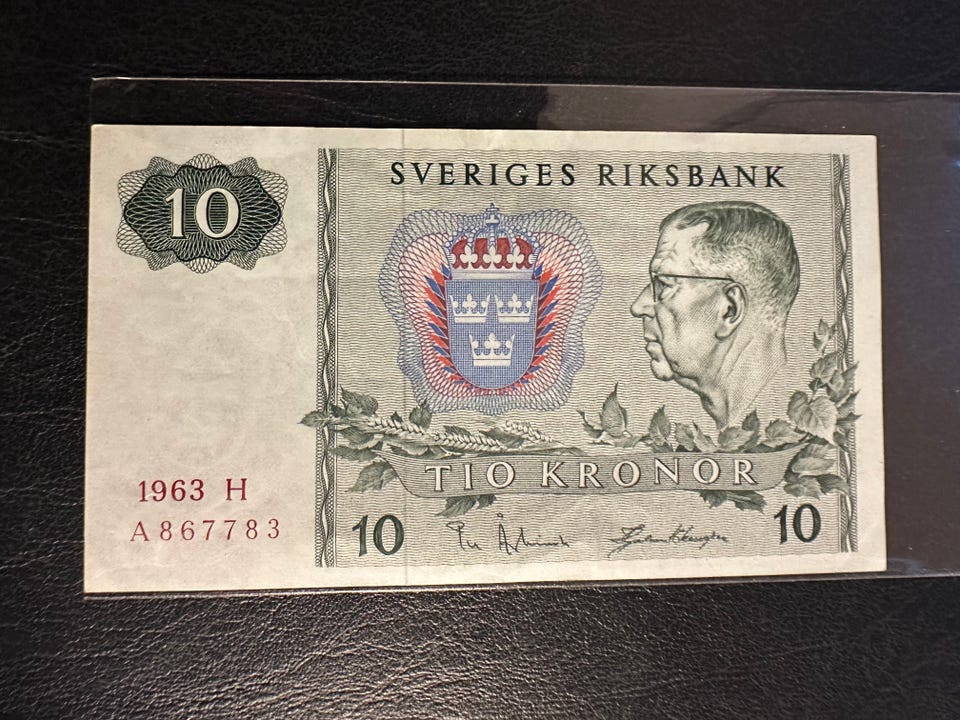 10
SVERIGES RIKSBANK
TIO KRONOR
1963 H
A867783
10
10